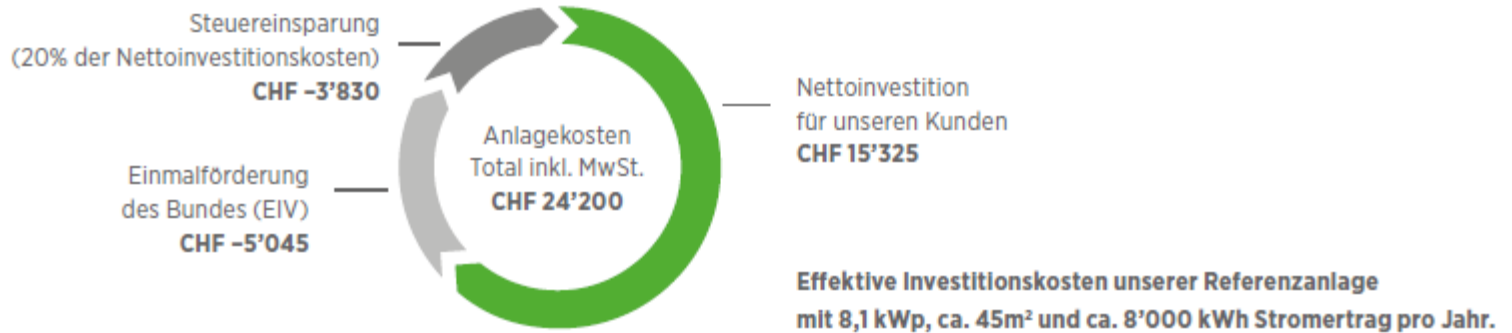 Steuereinsparung
(20% der Nettoinvestitionskosten)
CHF –3’830
Einmalförderung
des Bundes (EIV)
CHF –5’045
Anlagekosten
Total inkl. MwSt.
CHF 24’200
Nettoinvestition
für unseren Kunden
CHF 15’325
Effektive Investitionskosten unserer Referenzanlage
mit 8,1 kWp, ca. 45m² und ca. 8’000 kWh Stromertrag pro Jahr.